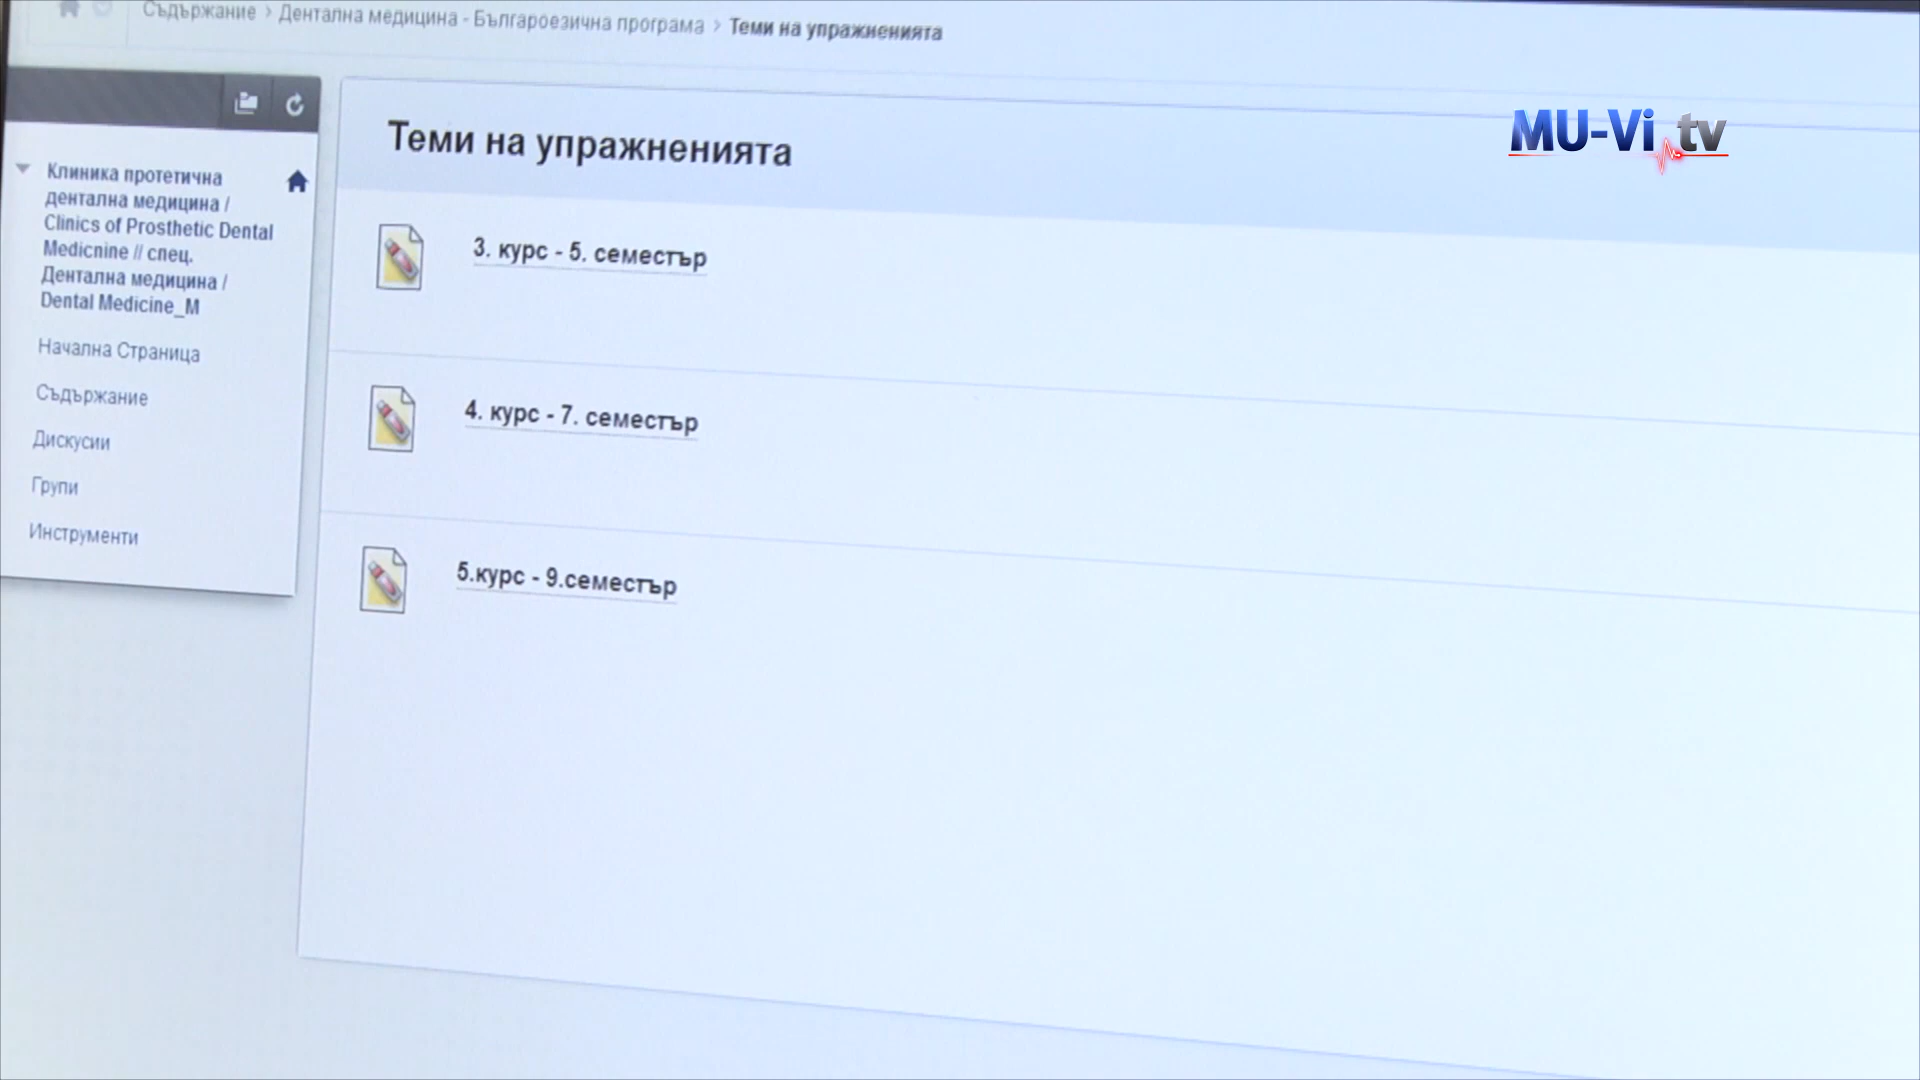 Съдържание > Дентална медицина - Българоезична програма > Теми на упражненията
MU-Vi.tv
Теми на упражненията
Клиника протетична
дентална медицина /
Clinics of Prosthetic Dental
Medicnine // спец.
Дентална медицина /
Dental Medicine_M
Начална Страница
Съдържание
Дискусии
Групи
Инструменти
3. курс - 5. семестър
4. курс - 7. семестър
5.курс - 9.семестър